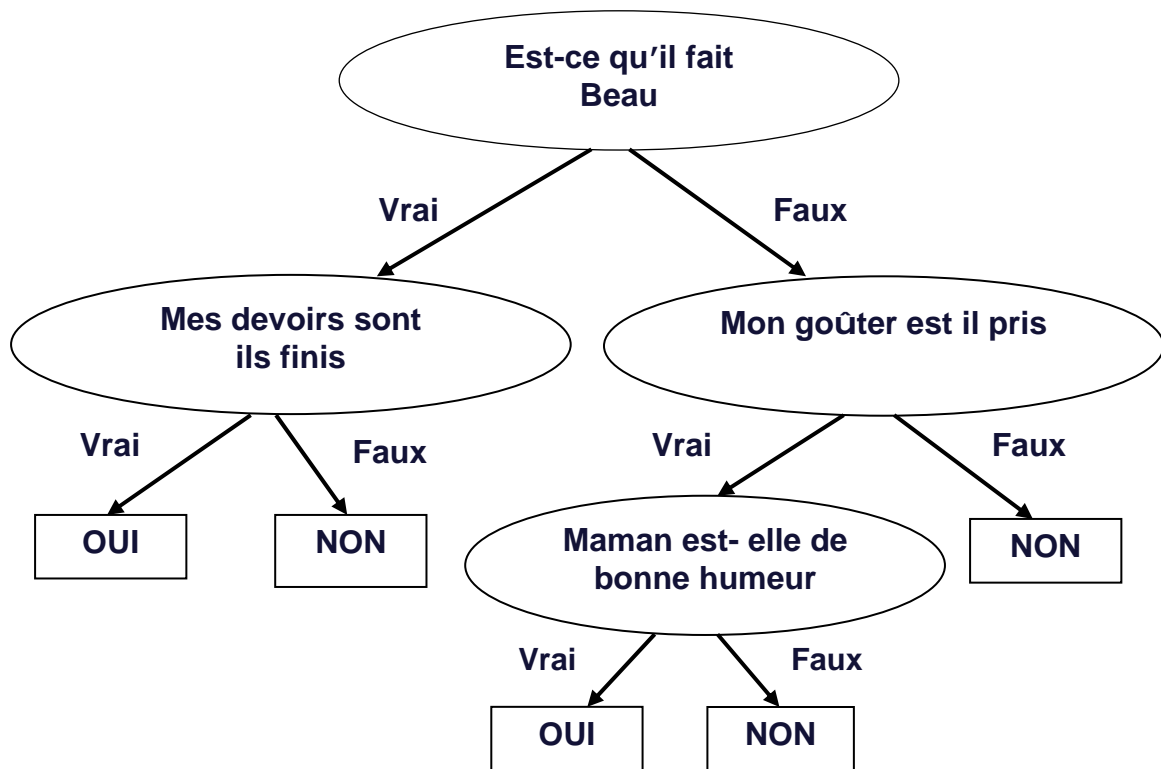 Est-ce qu'il fait
Beau
Vrai
Faux
Mes devoirs sont
ils finis
Mon goûter est il pris
Vrai
Faux
Vrai
Faux
OUI
NON
Maman est- elle de
bonne humeur
NON
Vrai
Faux
OUI
NON